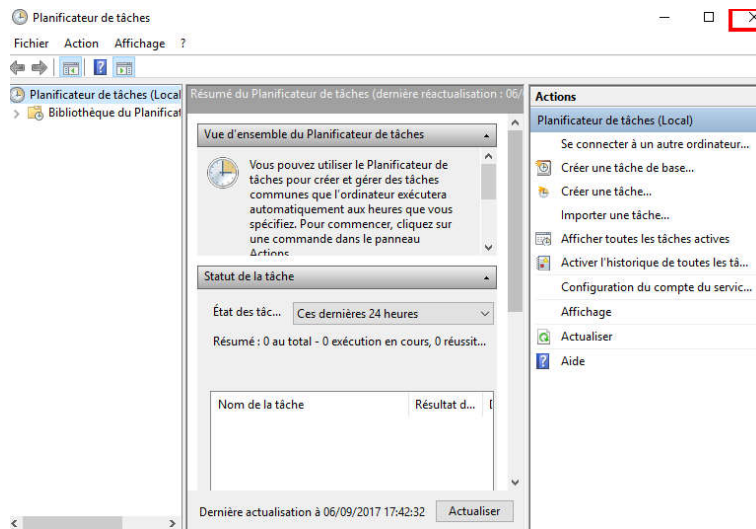 Planificateur de tâches
Fichier Action Affichage ?
Planificateur de tâches (Local
Bibliothèque du Planificat
Résumé du Planificateur de tâches (dernière réactualisation : 06/
Vue d'ensemble du Planificateur de tâches
Vous pouvez utiliser le Planificateur de
tâches pour créer et gérer des tâches
communes que l'ordinateur exécutera
automatiquement aux heures que vous
spécifiez. Pour commencer, cliquez sur
une commande dans le panneau
Actions
Statut de la tâche
État des tâc... Ces dernières 24 heures
Résumé : 0 au total - 0 exécution en cours, 0 réussit...
Nom de la tâche Résultat d...
Dernière actualisation à 06/09/2017 17:42:32 Actualiser
Actions
Planificateur de tâches (Local)
Se connecter à un autre ordinateur...
Créer une tâche de base...
Créer une tâche...
Importer une tâche...
Afficher toutes les tâches actives
Activer l'historique de toutes les tâ...
Configuration du compte du servic...
Affichage
Actualiser
Aide